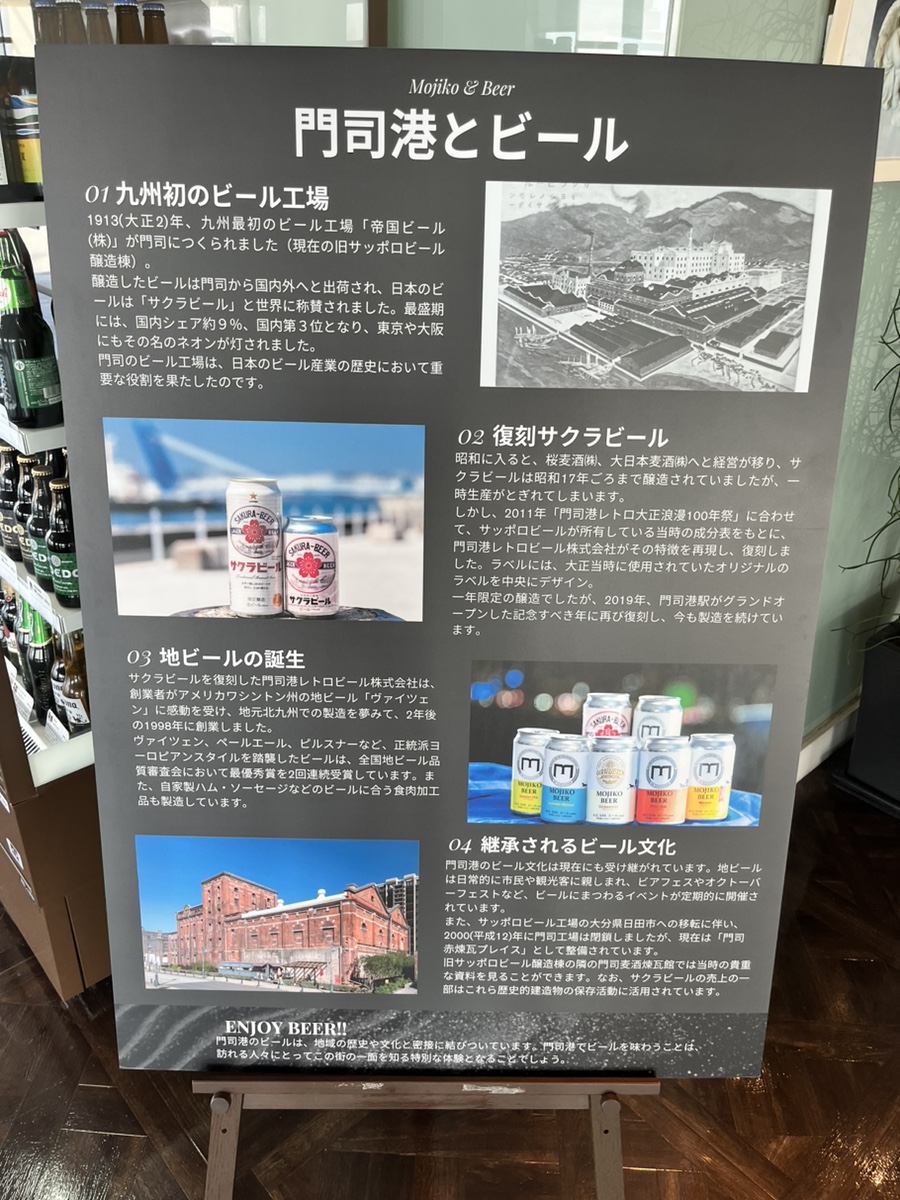 Mojiko & Beer
門司港とビール
01 九州初のビール工場
1913(大正2)年、九州最初のビール工場「帝国ビール
(株)」が門司につくられました（現在の旧サッポロビール
醸造棟）。
醸造したビールは門司から国内外へと出荷され、日本のビ
ールは「サクラビール」と世界に称賛されました。最盛期
には、国内シェア約９%、国内第３位となり、東京や大阪
にもその名のネオンが灯されました。
門司のビール工場は、日本のビール産業の歴史において重
要な役割を果たしたのです。
02 復刻サクラビール
昭和に入ると、桜麦酒㈱、大日本麦酒㈱へと経営が移り、サ
クラビールは昭和17年ごろまで醸造されていましたが、一
時生産がとぎれてしまいます。
しかし、2011年「門司港レトロ大正浪漫100年祭」に合わせ
て、サッポロビールが所有している当時の成分表をもとに、
門司港レトロビール株式会社がその特徴を再現し、復刻しま
した。ラベルには、大正当時に使用されていたオリジナルの
ラベルを中央にデザイン。
一年限定の醸造でしたが、2019年、門司港駅がグランドオ
ープンした記念すべき年に再び復刻し、今も製造を続けてい
ます。
SAKURA-BEER
サクラビール
SAKURA-BEER
サクラビール
03 地ビールの誕生
サクラビールを復刻した門司港レトロビール株式会社は、
創業者がアメリカワシントン州の地ビール「ヴァイツェ
ン」に感動を受け、地元北九州での製造を夢みて、2年後
の1998年に創業しました。
ヴァイツェン、ペールエール、ピルスナーなど、正統派ヨ
ーロピアンスタイルを踏襲したビールは、全国地ビール品
質審査会において最優秀賞を2回連続受賞しています。ま
た、自家製ハム・ソーセージなどのビールに合う食肉加工
品も製造しています。
SAKURA-BEER
MOJIKO
BEER
MOJIKO
BEER
MOJIKO
BEER
MOJIKO
BEER
MOJIKO
BEER
04 継承されるビール文化
門司港のビール文化は現在にも受け継がれています。地ビール
は日常的に市民や観光客に親しまれ、ビアフェスやオクトーバ
ーフェストなど、ビールにまつわるイベントが定期的に開催さ
れています。
また、サッポロビール工場の大分県日田市への移転に伴い、
2000(平成12)年に門司工場は閉鎖しましたが、現在は「門司
赤煉瓦プレイス」として整備されています。
旧サッポロビール醸造棟の隣の門司麦酒煉瓦館では当時の貴重
な資料を見ることができます。なお、サクラビールの売上の一
部はこれら歴史的建造物の保存活動に活用されています。
ENJOY BEER!!
門司港のビールは、地域の歴史や文化と密接に結びついています。門司港でビールを味わうことは、
訪れる人々にとってこの街の一面を知る特別な体験となることでしょう。